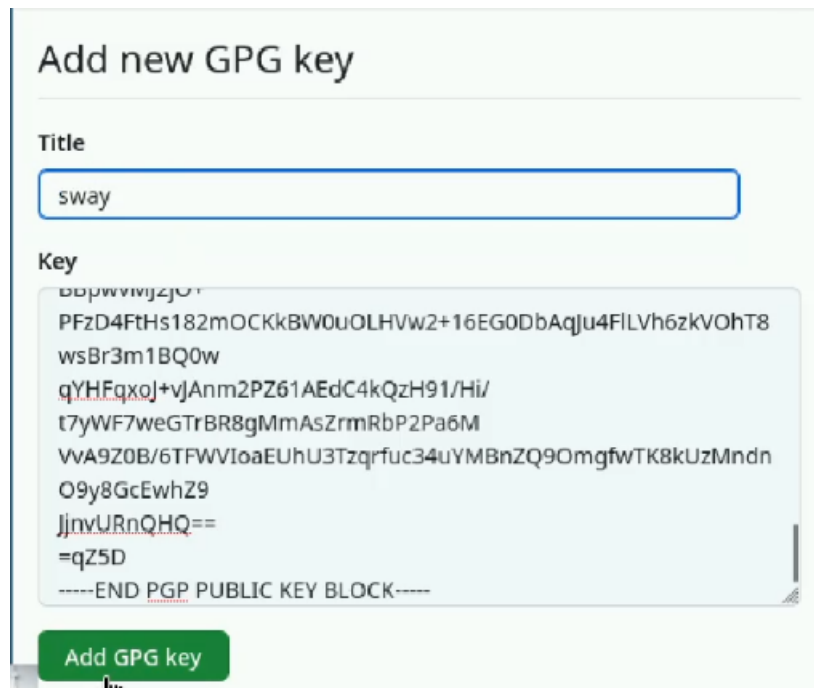 Add new GPG key
Title
sway
Key
PFzD4FtHs182mOCKkBW0uOLHVw2+16EG0DbAqJu4FlLVh6zkVOhT8
wsBr3m1BQ0w
qYHFqxoJ+vJAnm2PZ61AEdC4kQzH91/Hi/
t7yWF7weGTrBR8gMmAsZrmRbP2Pa6M
VvA9Z0B/6TFWVIoaEUhU3Tzqrfuc34uYMBnZQ9OmgfwTK8kUzMndn
O9y8GcEwhZ9
JjnvURnQHQ==
=qZ5D
-----END PGP PUBLIC KEY BLOCK-----
Add GPG key